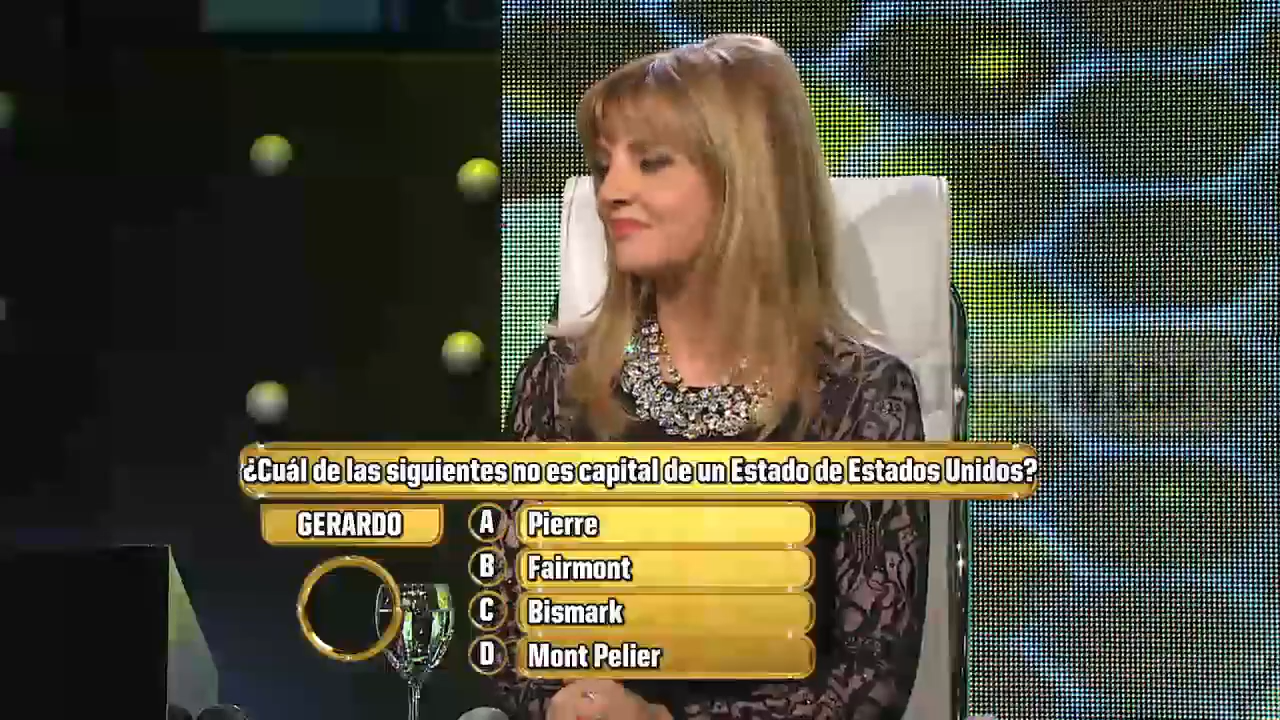 ¿Cuál de las siguientes no es capital de un Estado de Estados Unidos?
GERARDO
A Pierre
B Fairmont
C Bismark
D Mont Pelier